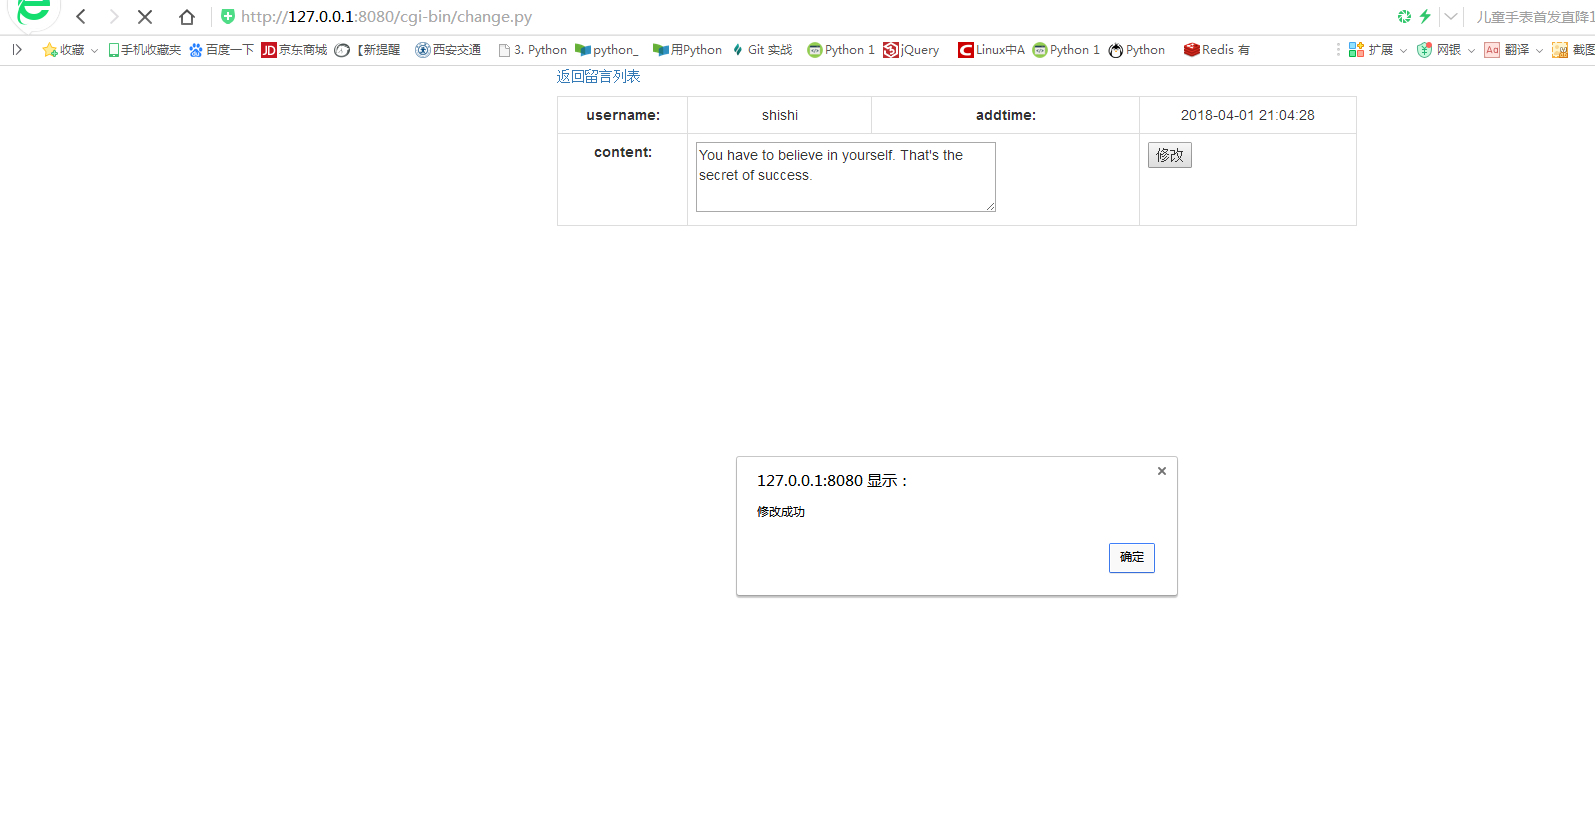 http://127.0.0.1:8080/cgi-bin/change.py 儿童手表首发直降1
收藏 手机收藏夹 百度一下 JD 京东商城 【新提醒 西安交通 3. Python python_ 用Python Git 实战 Python 1 jQuery Linux中A Python 1 Python Redis 有 扩展 网银 Aa 翻译 截图
返回留言列表
username: shishi addtime: 2018-04-01 21:04:28
content: You have to believe in yourself. That's the 修改
secret of success.
127.0.0.1:8080 显示：
修改成功
确定